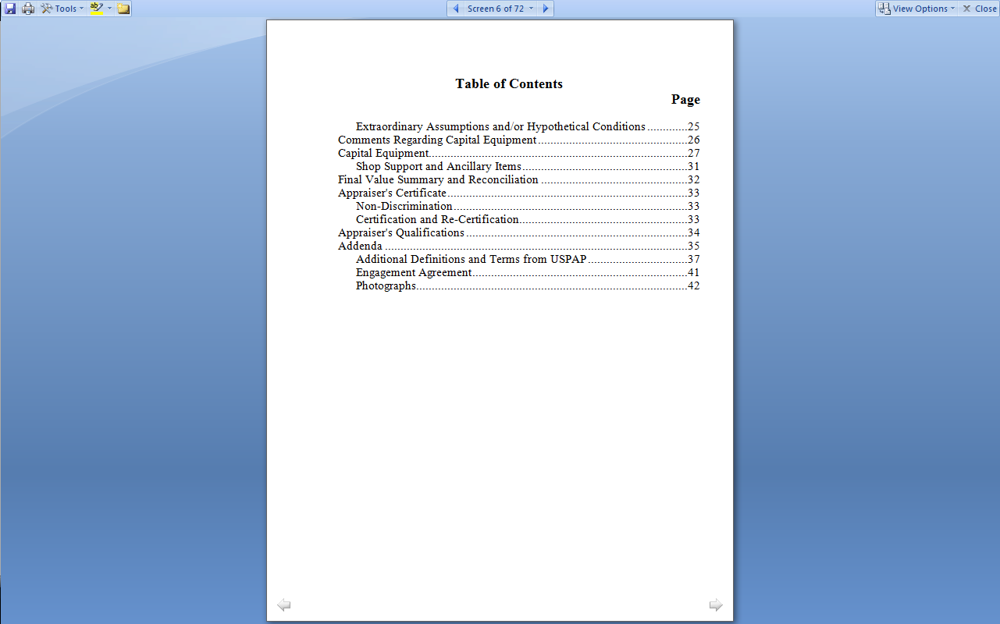 Tools ab Screen 6 of 72 View Options Close
Table of Contents
Page
Extraordinary Assumptions and/or Hypothetical Conditions ............25
Comments Regarding Capital Equipment................................................26
Capital Equipment...................................................................................27
Shop Support and Ancillary Items.....................................................31
Final Value Summary and Reconciliation ...............................................32
Appraiser's Certificate.............................................................................33
Non-Discrimination...........................................................................33
Certification and Re-Certification......................................................33
Appraiser's Qualifications .......................................................................34
Addenda .................................................................................................35
Additional Definitions and Terms from USPAP................................37
Engagement Agreement.....................................................................41
Photographs.......................................................................................42